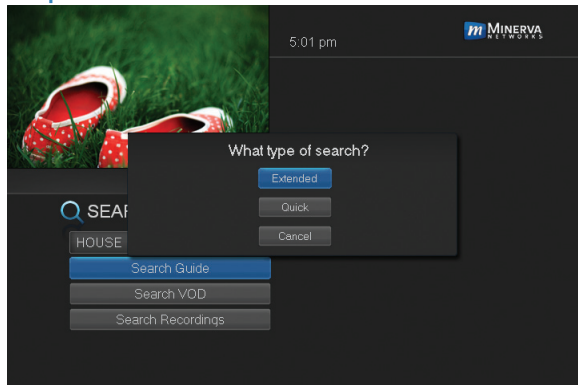 5:01 pm
m MINERVA
NETWORKS
What type of search?
Extended
Quick
Cancel
SEAR
HOUSE
Search Guide
Search VOD
Search Recordings